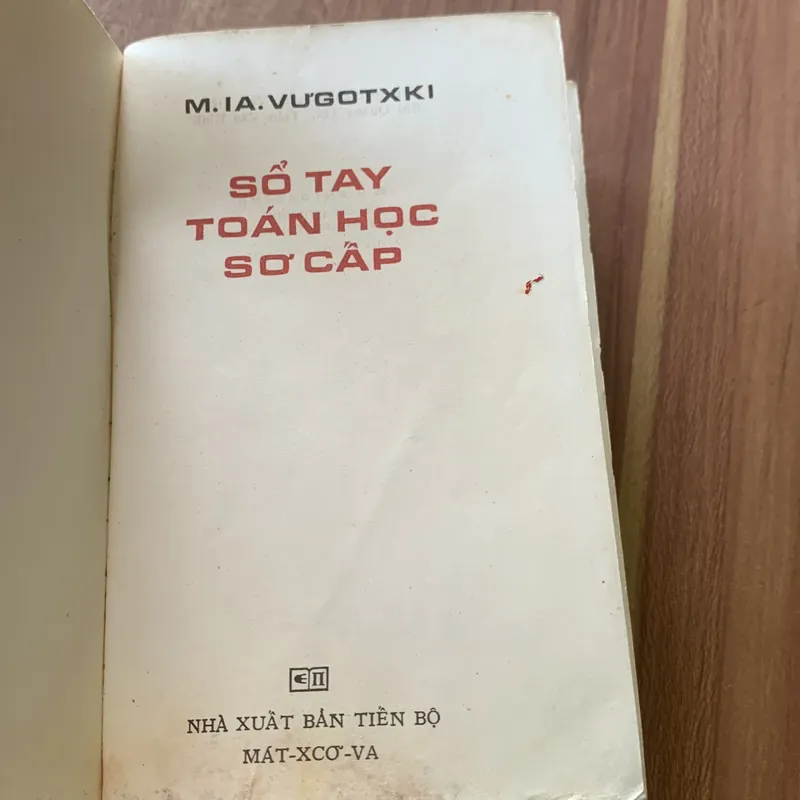 M. IA. VƯGOTXKI
SỔ TAY
TOÁN HỌC
SƠ CẤP
NHÀ XUẤT BẢN TIẾN BỘ
MÁT-XCƠ-VA